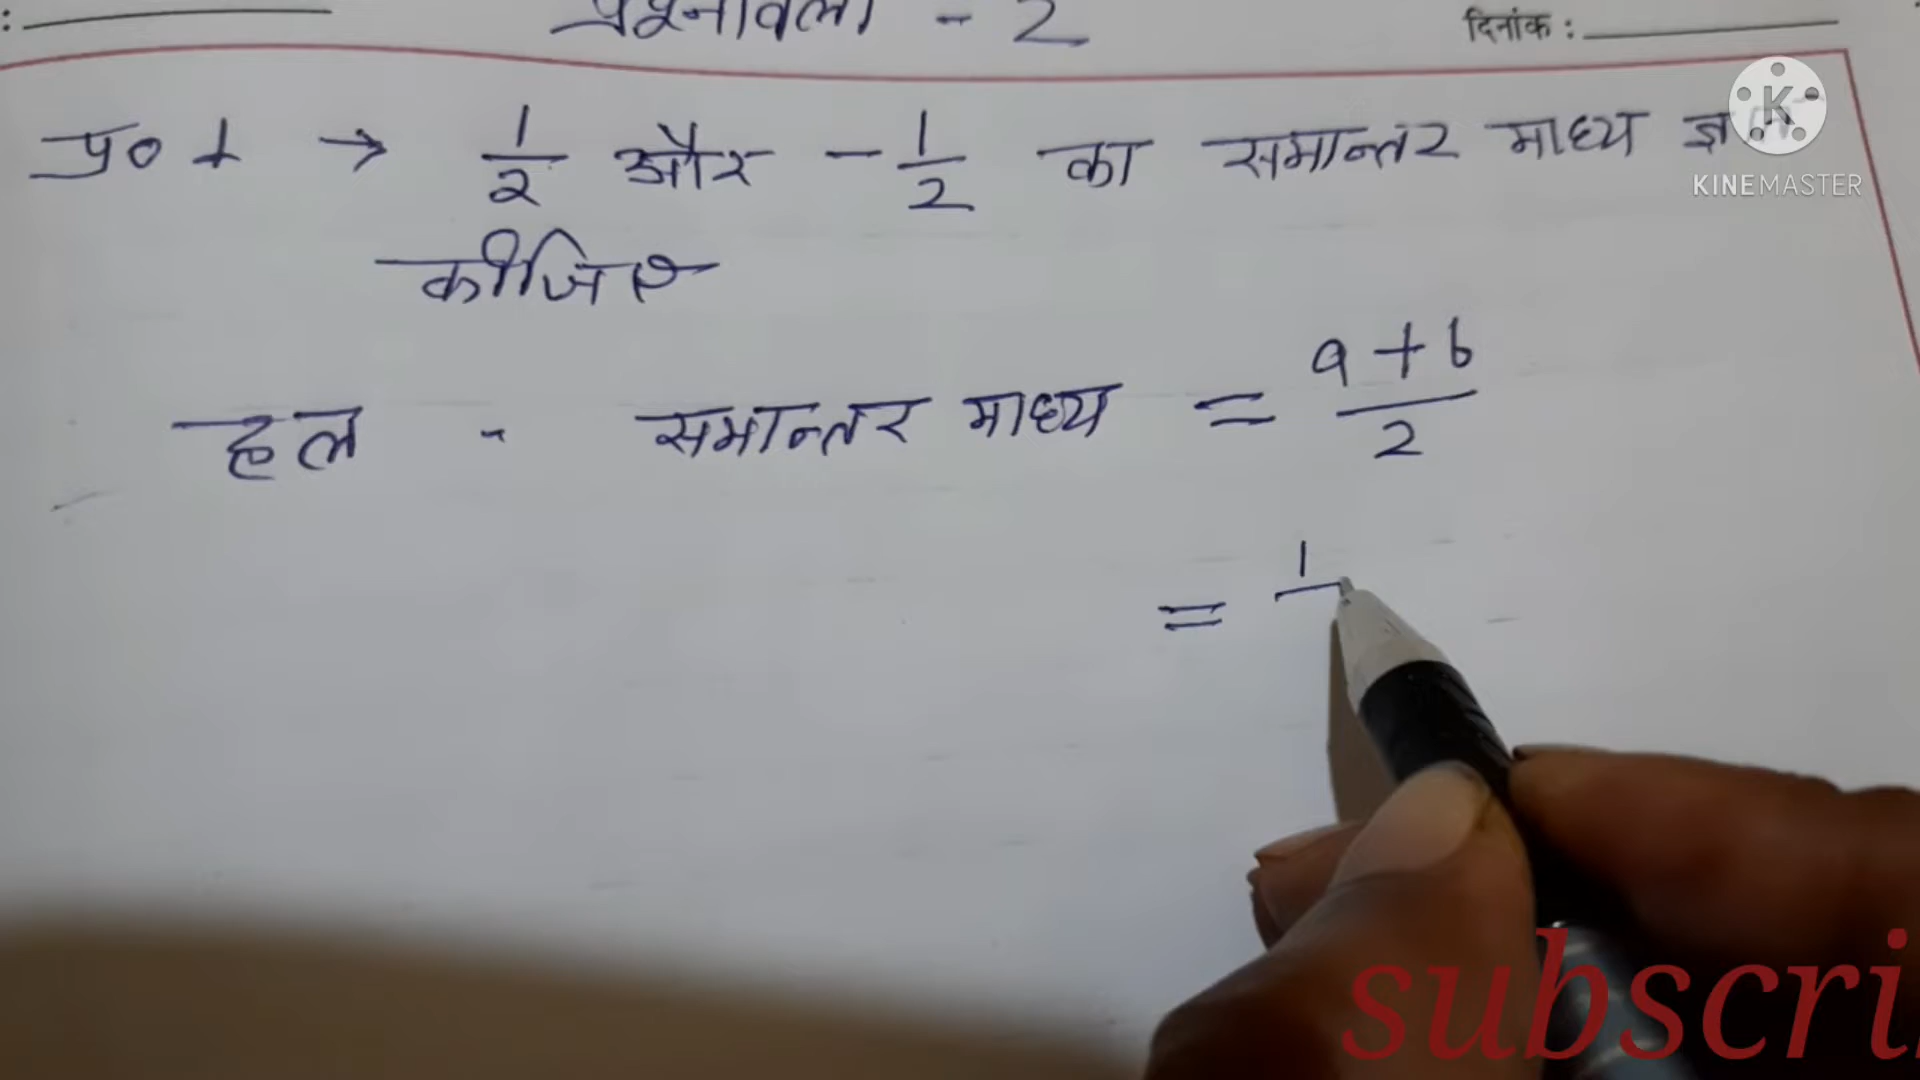 प्रश्नावली - 2
दिनांक :
प्र० 1 → 1/2 और - 1/2 का समान्तर माध्य
KINEMASTER
कीजिए
हल - समान्तर माध्य = a + b / 2
= 1
subscri